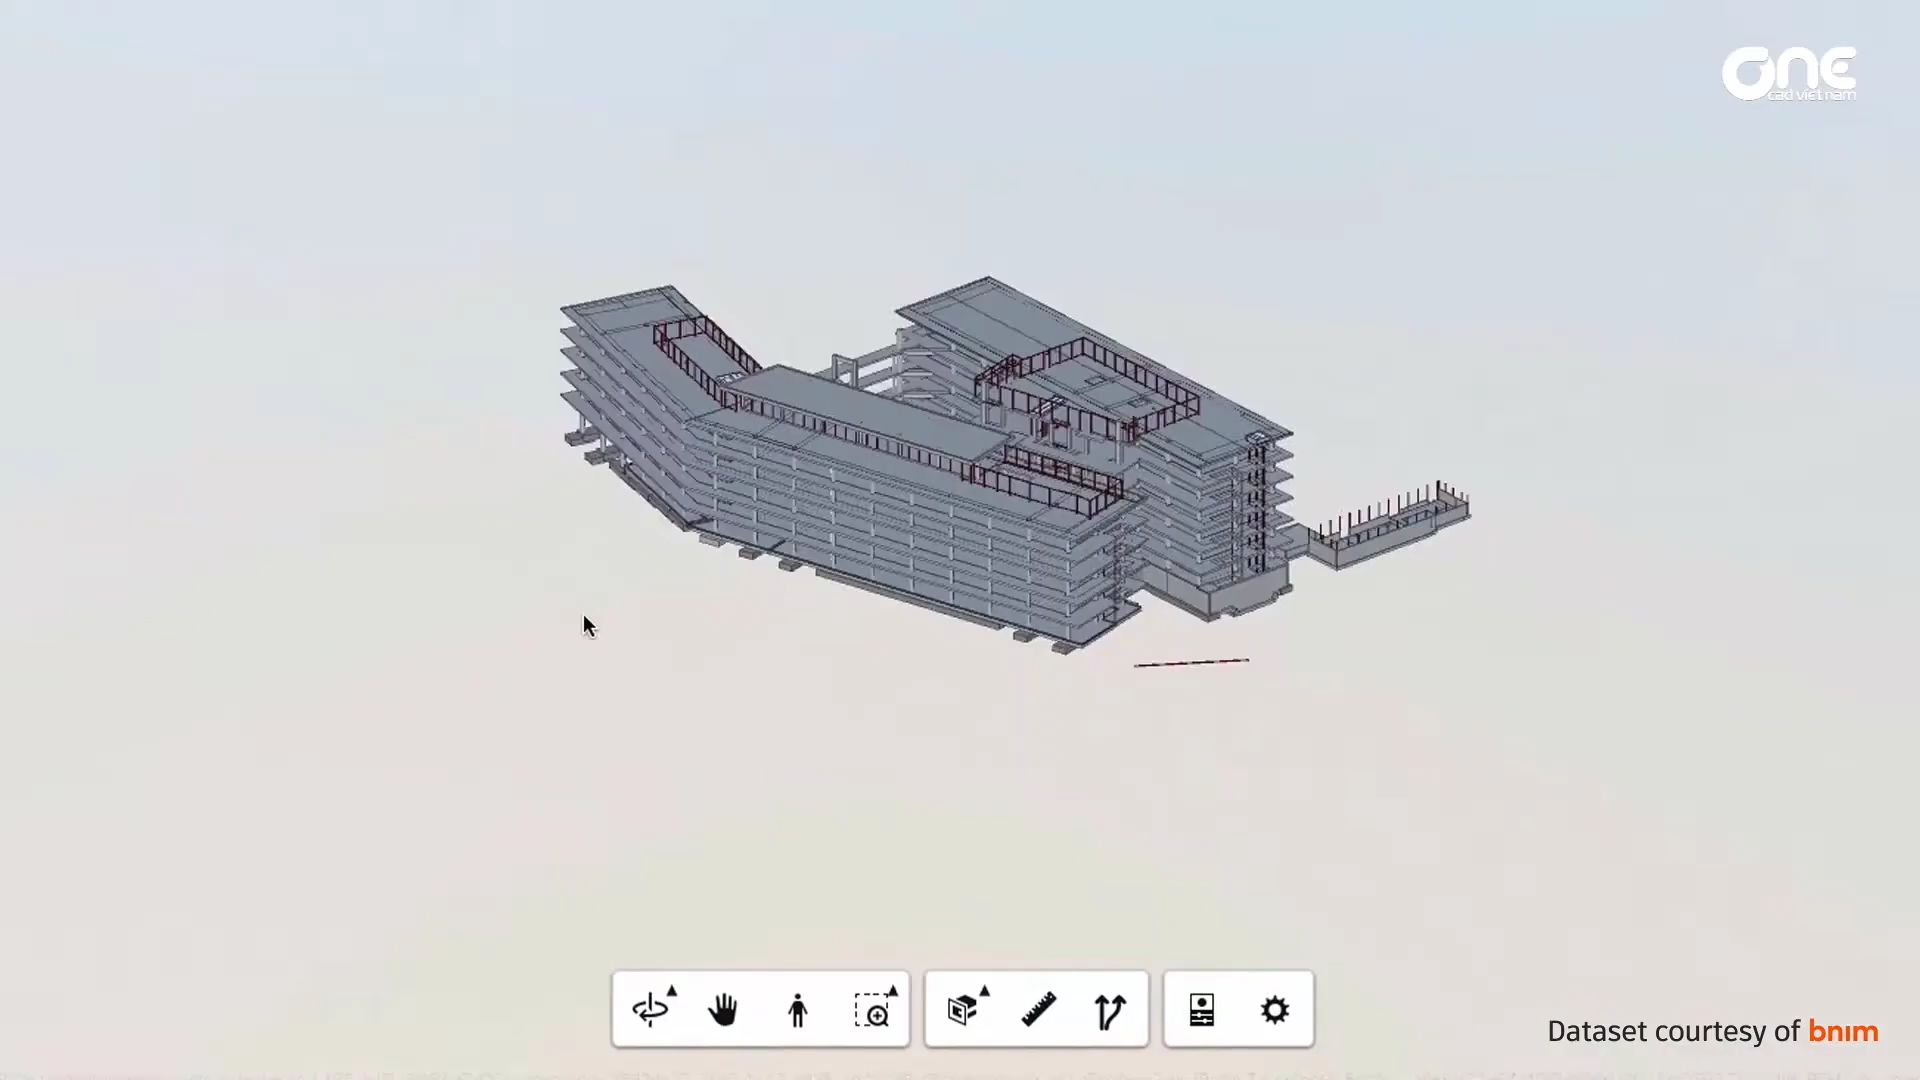 one
cad viet nam
Dataset courtesy of bnim